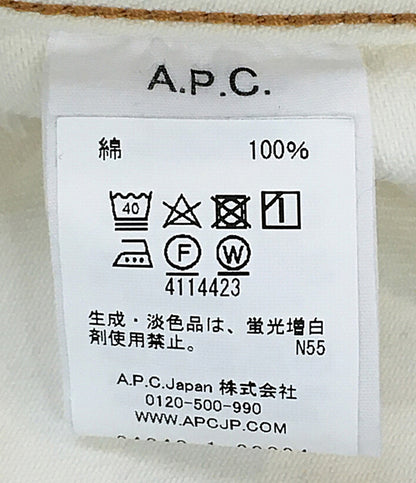 A.P.C.
綿 100%
40
F W
4114423
生成・淡色品は、蛍光増白
剤使用禁止。 N55
A.P.C.Japan 株式会社
0120-500-990
WWW.APCJP.COM